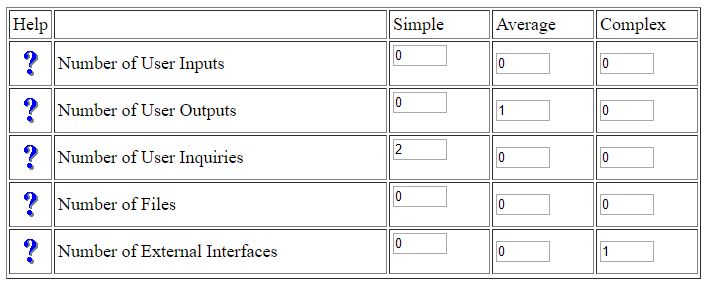 Help Simple Average Complex
? Number of User Inputs 0 0 0
? Number of User Outputs 0 1 0
? Number of User Inquiries 2 0 0
? Number of Files 0 0 0
? Number of External Interfaces 0 0 1